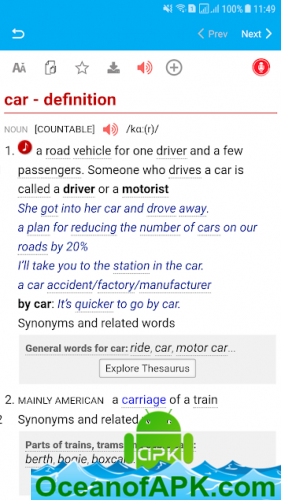 100% 11:49
Prev Next
AA
car - definition
NOUN [COUNTABLE] /kɑː(r)/
1. a road vehicle for one driver and a few
passengers. Someone who drives a car is
called a driver or a motorist
She got into her car and drove away.
a plan for reducing the number of cars on our
roads by 20%
I'll take you to the station in the car.
a car accident/factory/manufacturer
by car: It's quicker to go by car.
Synonyms and related words
General words for car: ride, car, motor car...
Explore Thesaurus
2. MAINLY AMERICAN a carriage of a train
Synonyms and related
Parts of trains, trams
berth, bogie, boxcar
apk
OceanofAPK.com